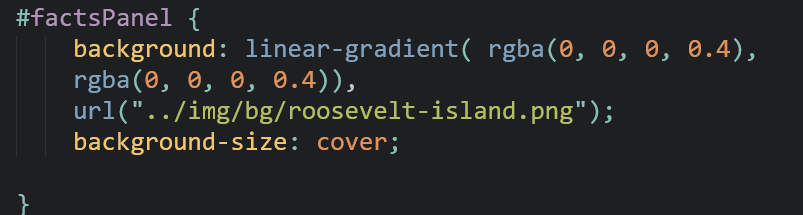 #factsPanel {
background: linear-gradient( rgba(0, 0, 0, 0.4),
rgba(0, 0, 0, 0.4)),
url("../img/bg/roosevelt-island.png");
background-size: cover;
}